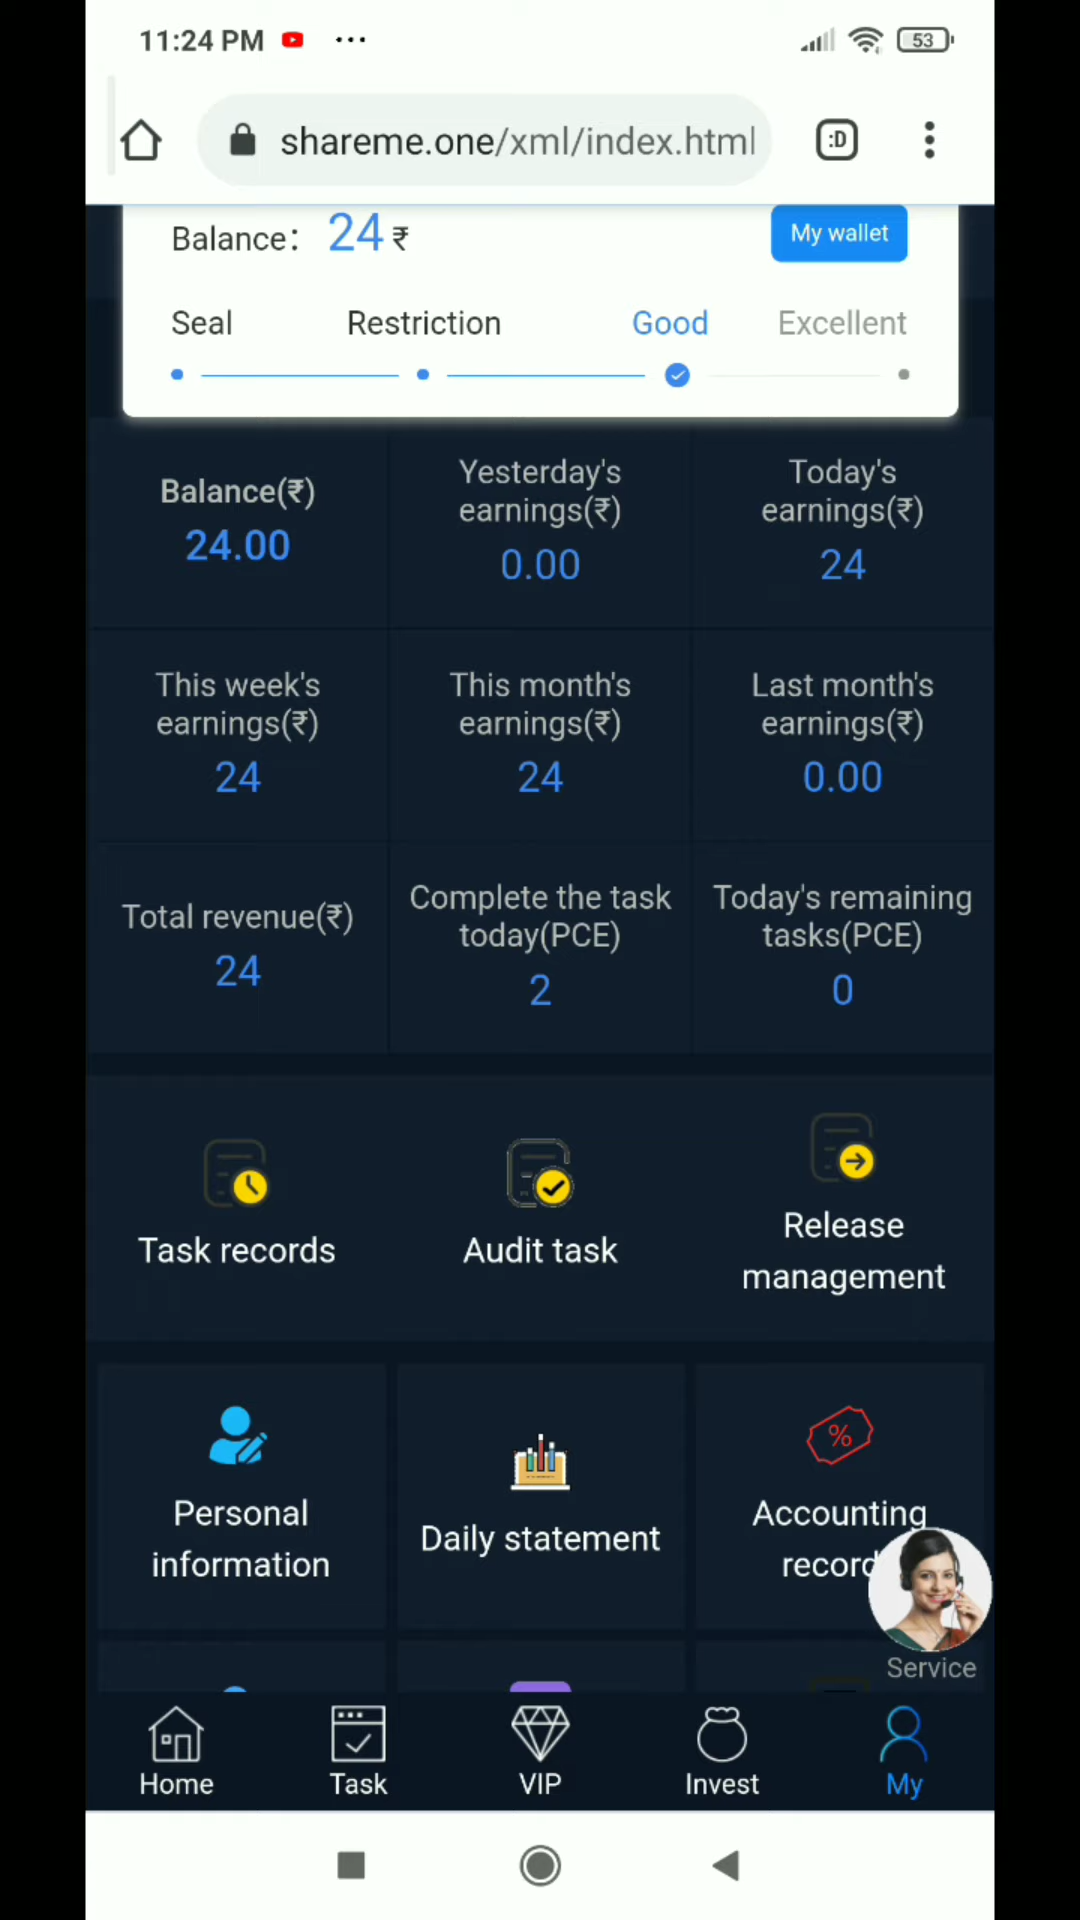 11:24 PM ...
53
shareme.one/xml/index.html
:D
Balance: 24 ₹
My wallet
Seal Restriction Good Excellent
Balance(₹)
24.00
Yesterday's
earnings(₹)
0.00
Today's
earnings(₹)
24
This week's
earnings(₹)
24
This month's
earnings(₹)
24
Last month's
earnings(₹)
0.00
Total revenue(₹)
24
Complete the task
today(PCE)
2
Today's remaining
tasks(PCE)
0
Task records
Audit task
Release
management
Personal
information
Daily statement
%
Accounting
record
Service
Home Task VIP Invest My